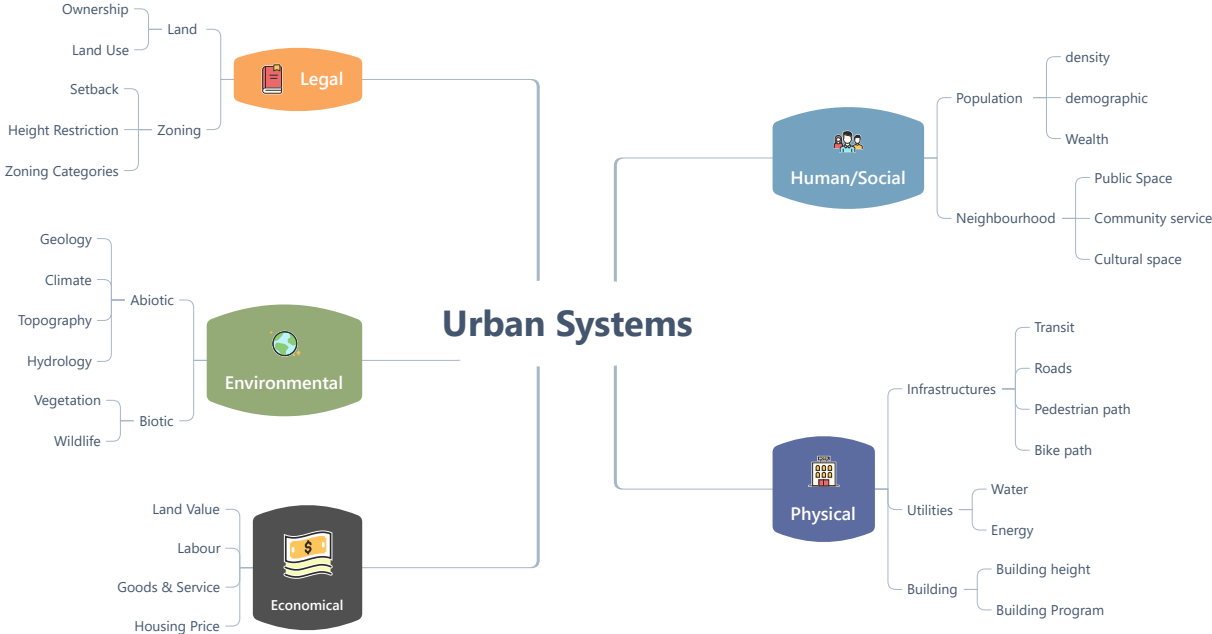 Urban Systems
Legal
Land
Ownership
Land Use
Zoning
Setback
Height Restriction
Zoning Categories
Environmental
Abiotic
Geology
Climate
Topography
Hydrology
Biotic
Vegetation
Wildlife
Economical
Land Value
Labour
Goods & Service
Housing Price
$
Human/Social
Population
density
demographic
Wealth
Neighbourhood
Public Space
Community service
Cultural space
Physical
Infrastructures
Transit
Roads
Pedestrian path
Bike path
Utilities
Water
Energy
Building
Building height
Building Program